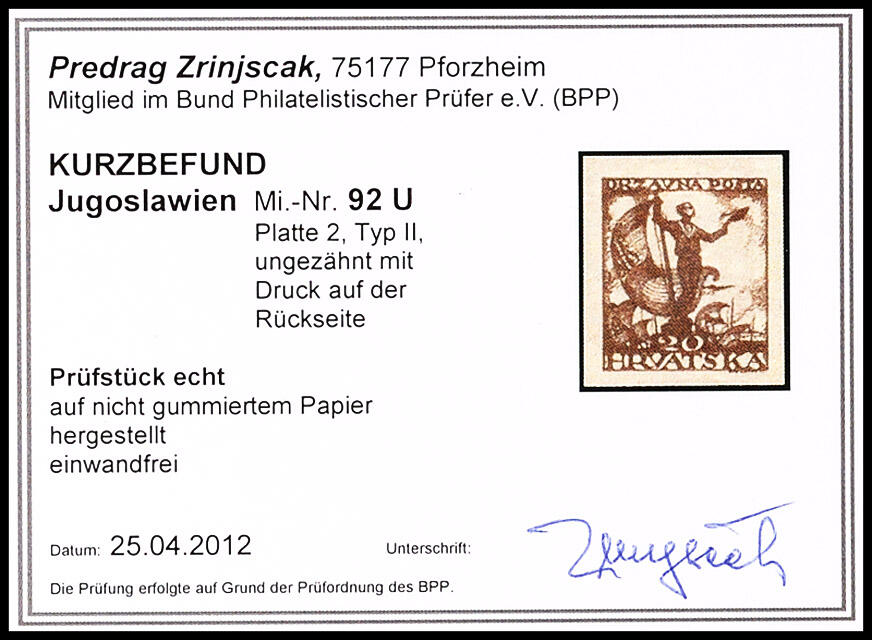 Predrag Zrinjscak, 75177 Pforzheim
Mitglied im Bund Philatelistischer Prüfer e.V. (BPP)
KURZBEFUND
Jugoslawien Mi.-Nr. 92 U
Platte 2, Typ II,
ungezähnt mit
Druck auf der
Rückseite
DRŽAVNA POŠTA
20
HRVATSKA
Prüfstück echt
auf nicht gummiertem Papier
hergestellt
einwandfrei
Datum: 25.04.2012 Unterschrift:
Die Prüfung erfolgte auf Grund der Prüfordnung des BPP.